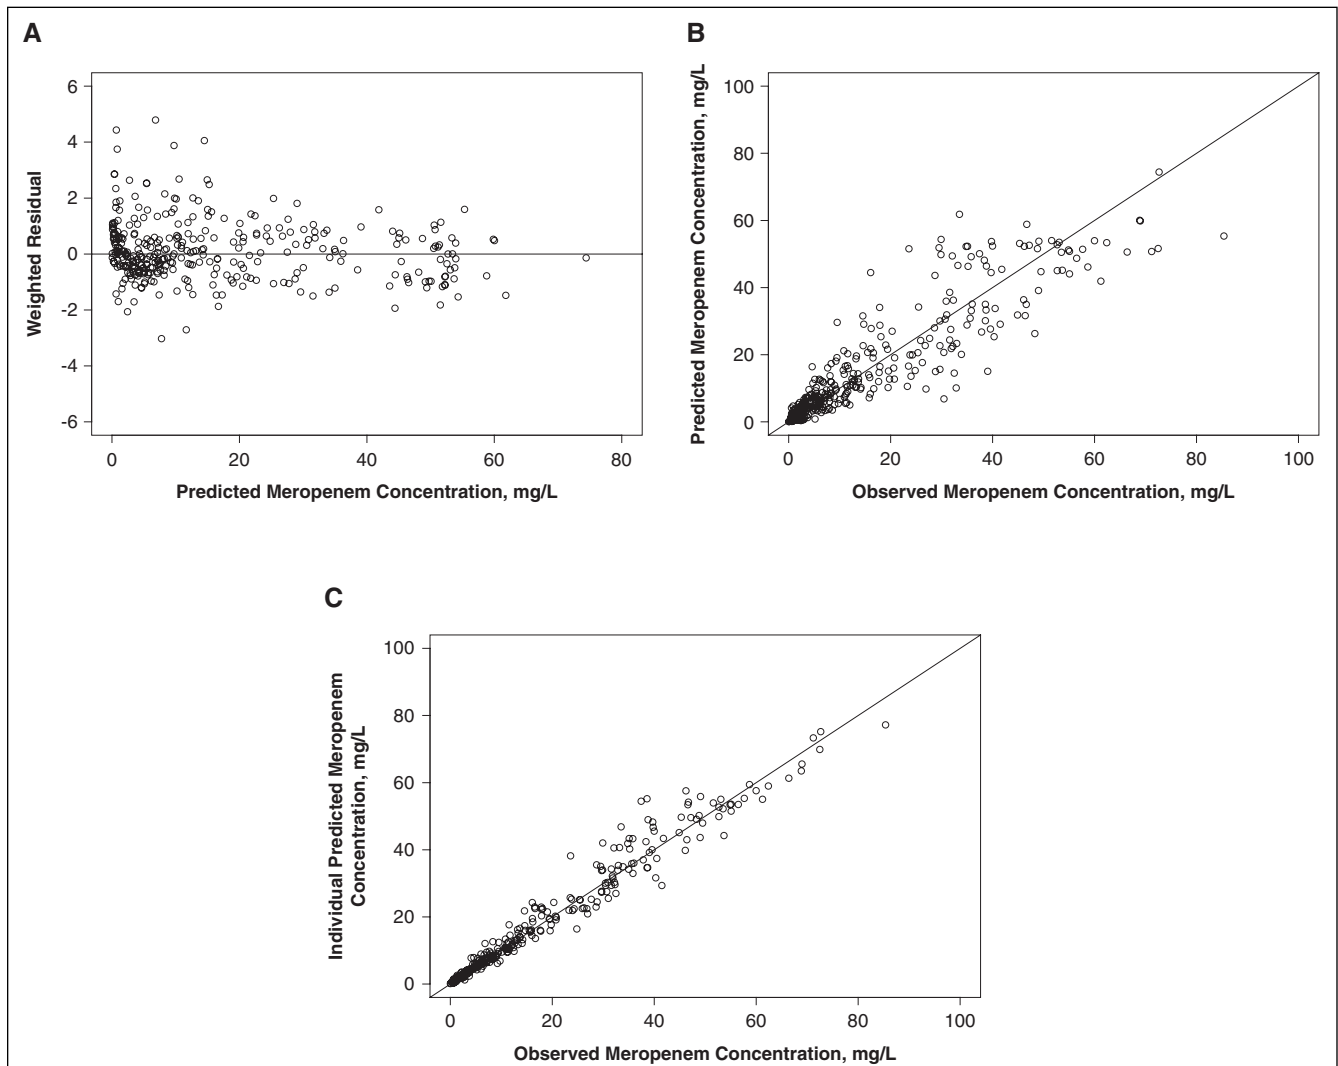 A
B
6
4
2
0
-2
-4
-6
Weighted Residual
0 20 40 60 80
Predicted Meropenem Concentration, mg/L
100
80
60
40
20
0
Predicted Meropenem Concentration, mg/L
0 20 40 60 80 100
Observed Meropenem Concentration, mg/L
C
100
80
60
40
20
0
Individual Predicted Meropenem
Concentration, mg/L
0 20 40 60 80 100
Observed Meropenem Concentration, mg/L